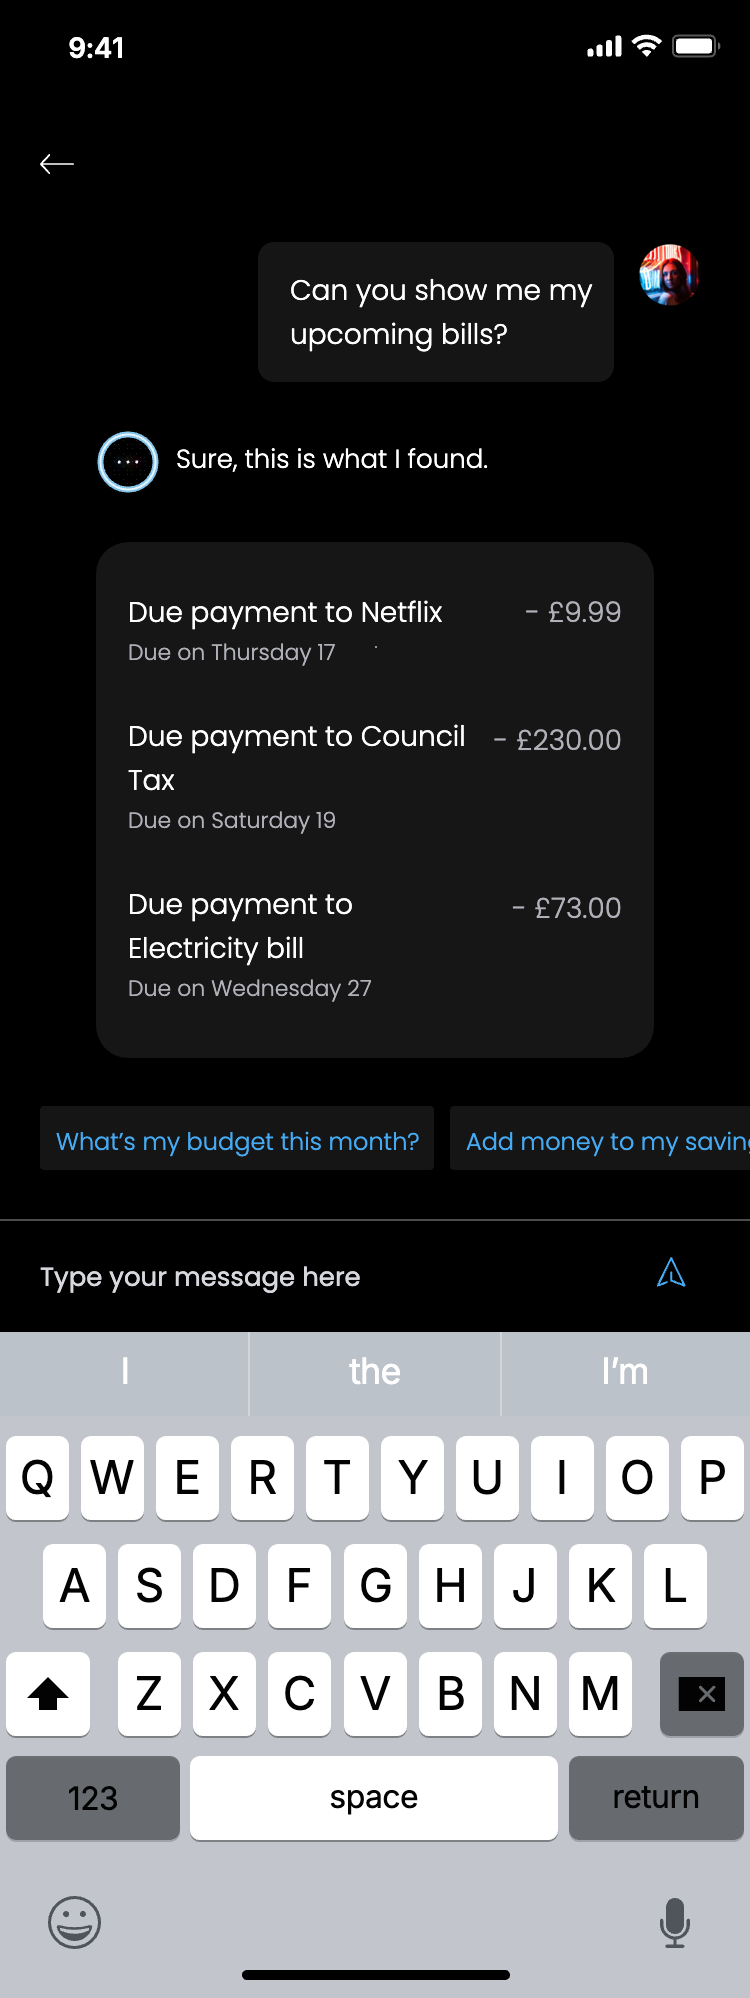 9:41
Can you show me my
upcoming bills?
Sure, this is what I found.
Due payment to Netflix - £9.99
Due on Thursday 17
Due payment to Council - £230.00
Tax
Due on Saturday 19
Due payment to - £73.00
Electricity bill
Due on Wednesday 27
What's my budget this month? Add money to my saving
Type your message here
I the I'm
Q W E R T Y U I O P
A S D F G H J K L
Z X C V B N M
123 space return